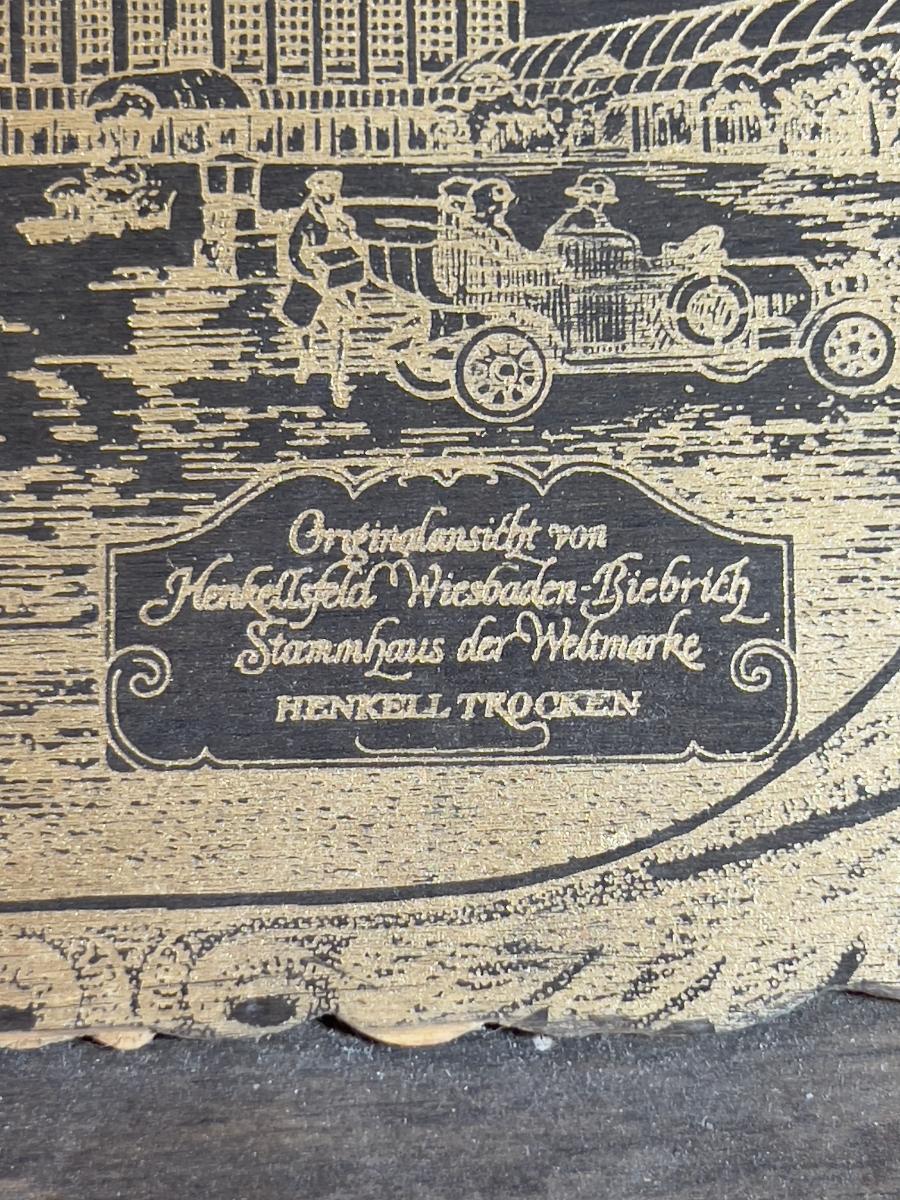 Originalansicht von
Henkellsfeld Wiesbaden-Biebrich
Stammhaus der Weltmarke
HENKELL TROCKEN